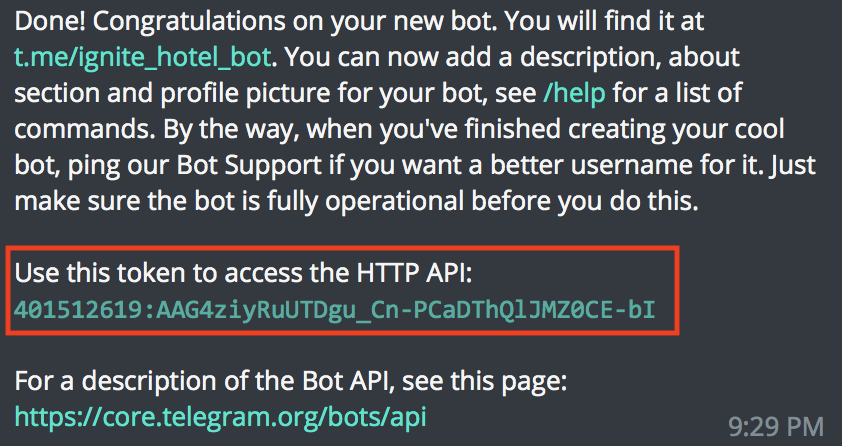 Done! Congratulations on your new bot. You will find it at
t.me/ignite_hotel_bot. You can now add a description, about
section and profile picture for your bot, see /help for a list of
commands. By the way, when you've finished creating your cool
bot, ping our Bot Support if you want a better username for it. Just
make sure the bot is fully operational before you do this.
Use this token to access the HTTP API:
401512619:AAG4ziyRuUTDgu_Cn-PCaDThQlJMZ0CE-bI
For a description of the Bot API, see this page:
https://core.telegram.org/bots/api
9:29 PM